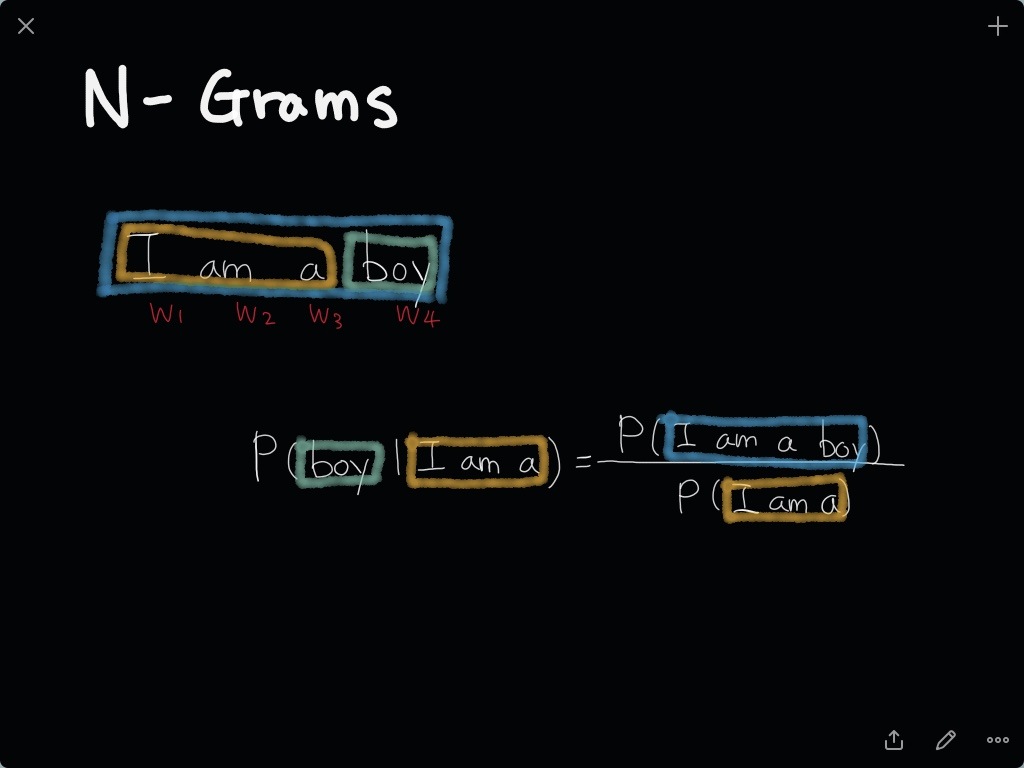 N-Grams
I am a boy
W1 W2 W3 W4
P(boy | I am a) = P(I am a boy)
P(I am a)